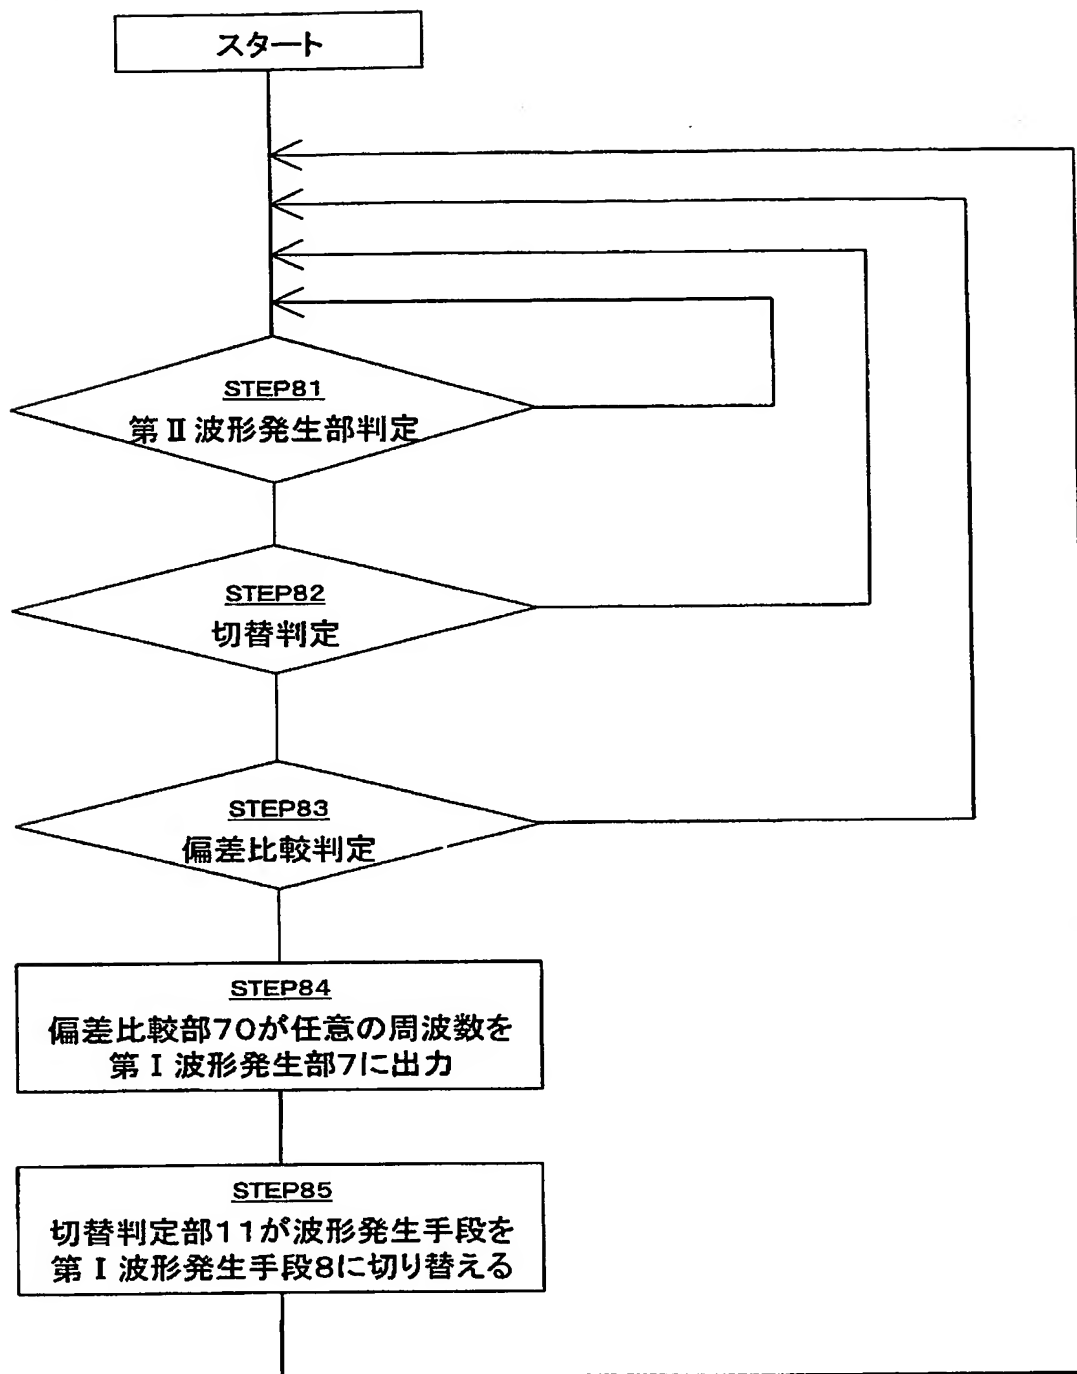 スタート
STEP81
第Ⅱ波形発生部判定
STEP82
切替判定
STEP83
偏差比較判定
STEP84
偏差比較部70が任意の周波数を
第Ⅰ波形発生部7に出力
STEP85
切替判定部11が波形発生手段を
第Ⅰ波形発生手段8に切り替える